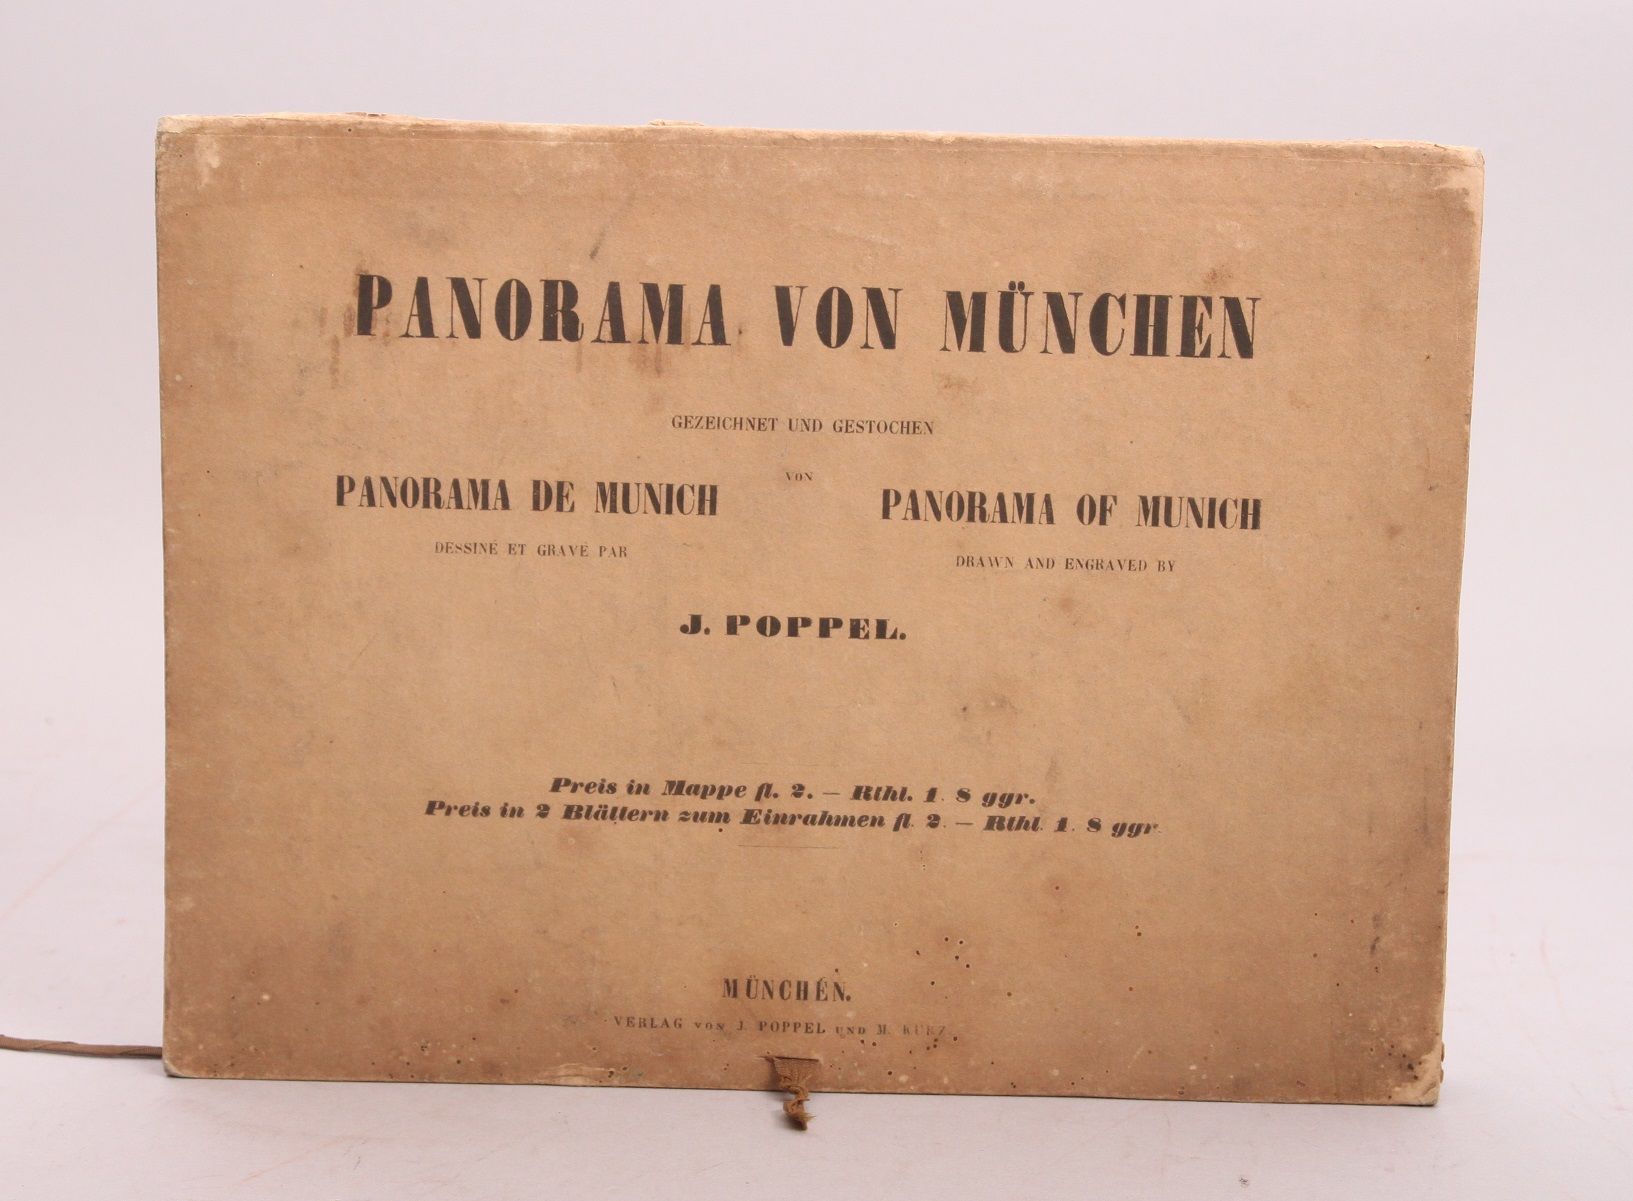 PANORAMA VON MÜNCHEN
GEZEICHNET UND GESTOCHEN
VON
PANORAMA DE MUNICH
DESSINÉ ET GRAVÉ PAR
PANORAMA OF MUNICH
DRAWN AND ENGRAVED BY
J. POPPEL.
Preis in Mappe fl. 2. — Rthl. 1. 8 ggr.
Preis in 2 Blättern zum Einrahmen fl. 2. — Rthl. 1. 8 ggr.
MÜNCHEN.
VERLAG VON J. POPPEL UND M. KURZ